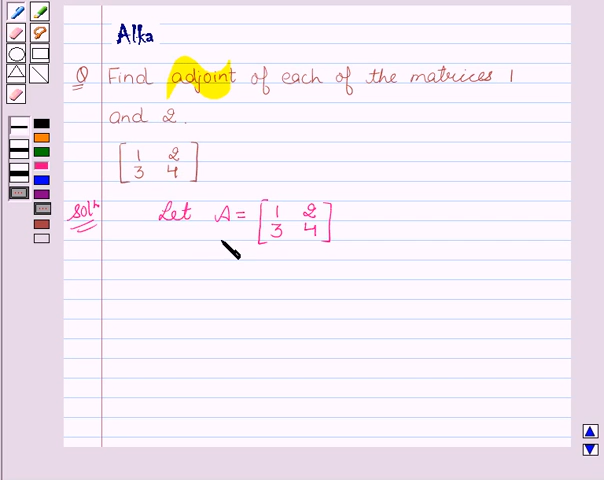 Alka
Q Find adjoint of each of the matrices 1
and 2.
[1 2
3 4]
Solⁿ Let A = [1 2
3 4]